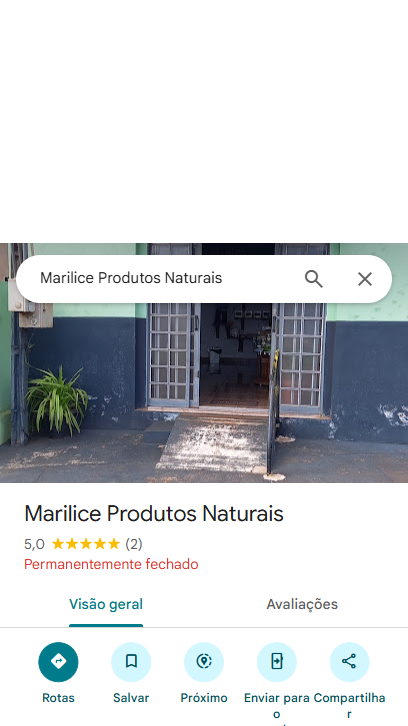 Marilice Produtos Naturais
Marilice Produtos Naturais
5,0 (2)
Permanentemente fechado
Visão geral Avaliações
Rotas Salvar Próximo Enviar para o Compartilhar